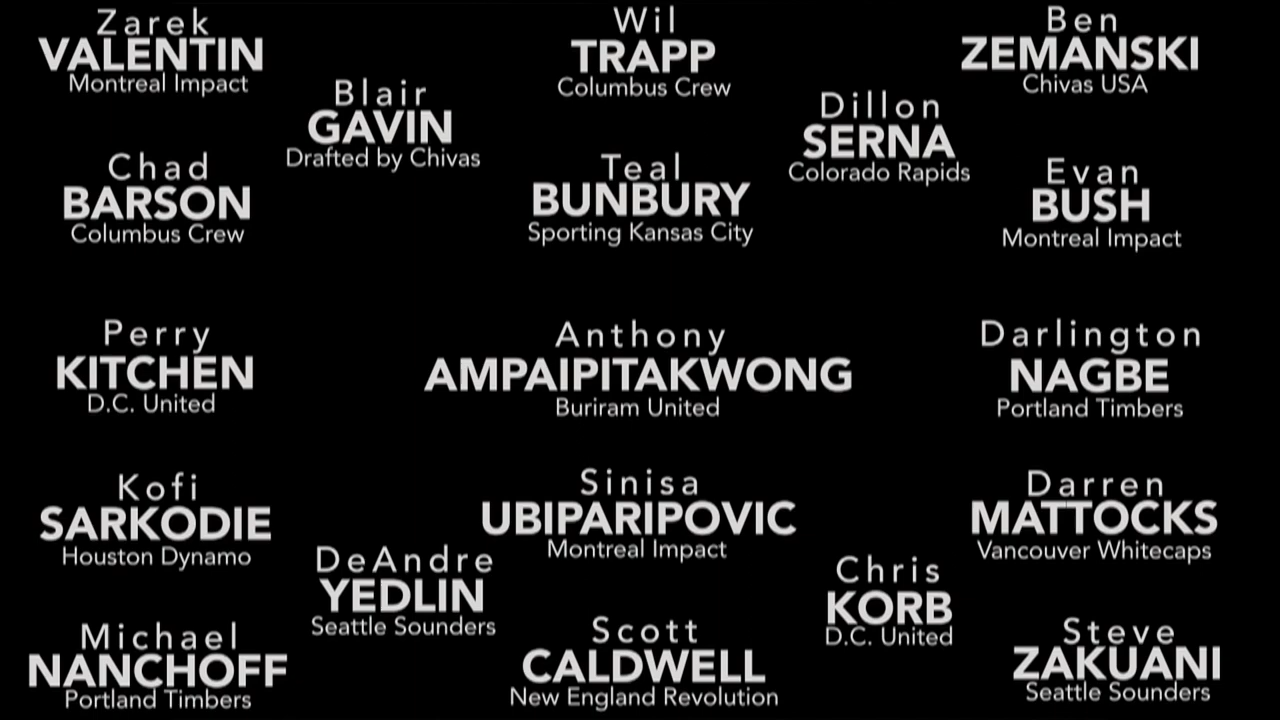 Zarek
VALENTIN
Montreal Impact
Wil
TRAPP
Columbus Crew
Ben
ZEMANSKI
Chivas USA
Blair
GAVIN
Drafted by Chivas
Dillon
SERNA
Colorado Rapids
Chad
BARSON
Columbus Crew
Teal
BUNBURY
Sporting Kansas City
Evan
BUSH
Montreal Impact
Perry
KITCHEN
D.C. United
Anthony
AMPAIPITAKWONG
Buriram United
Darlington
NAGBE
Portland Timbers
Kofi
SARKODIE
Houston Dynamo
Sinisa
UBIPARIPOVIC
Montreal Impact
Darren
MATTOCKS
Vancouver Whitecaps
DeAndre
YEDLIN
Seattle Sounders
Chris
KORB
D.C. United
Michael
NANCHOFF
Portland Timbers
Scott
CALDWELL
New England Revolution
Steve
ZAKUANI
Seattle Sounders